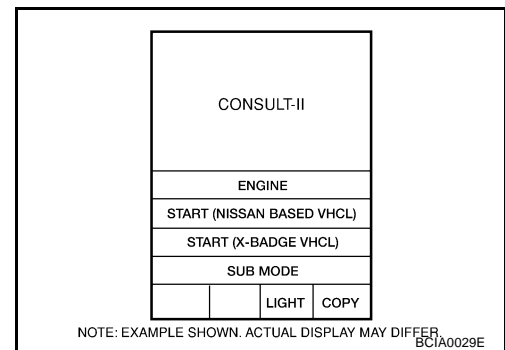 CONSULT-II
ENGINE
START (NISSAN BASED VHCL)
START (X-BADGE VHCL)
SUB MODE
LIGHT COPY
NOTE: EXAMPLE SHOWN. ACTUAL DISPLAY MAY DIFFER.
BCIA0029E